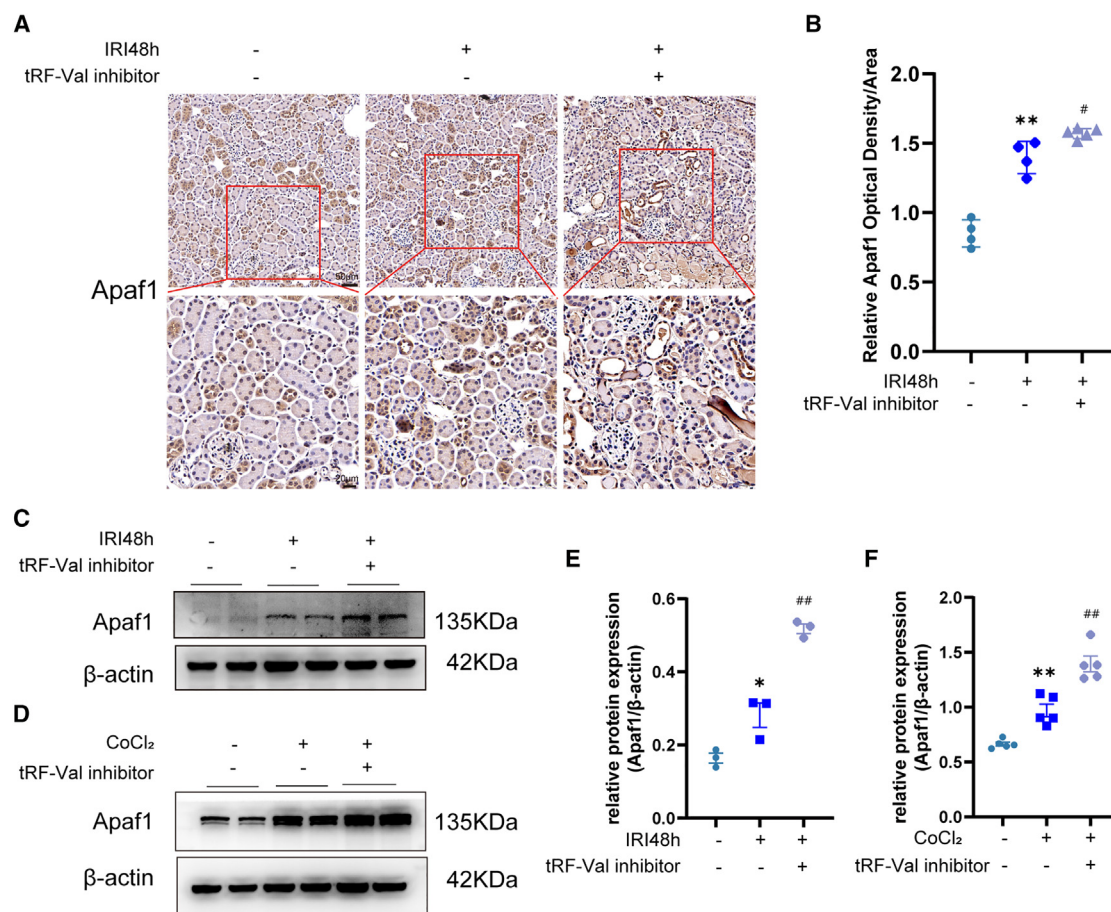 A
IRI48h - + +
tRF-Val inhibitor - - +
Apaf1
50μm
20μm
B
Relative Apaf1 Optical Density/Area
2.0
1.5
1.0
0.5
0.0
**
#
IRI48h - + +
tRF-Val inhibitor - - +
C
IRI48h - + +
tRF-Val inhibitor - - +
Apaf1 135KDa
β-actin 42KDa
D
CoCl₂ - + +
tRF-Val inhibitor - - +
Apaf1 135KDa
β-actin 42KDa
E
relative protein expression
(Apaf1/β-actin)
0.6
0.4
0.2
0.0
*
##
IRI48h - + +
tRF-Val inhibitor - - +
F
relative protein expression
(Apaf1/β-actin)
2.0
1.5
1.0
0.5
0.0
**
##
CoCl₂ - + +
tRF-Val inhibitor - - +